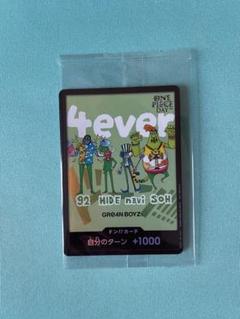 4ever
ONE PIECE DAY
92 HIDE navi SOH
GRe4N BOYZ
ドン!!カード
自分のターン +1000